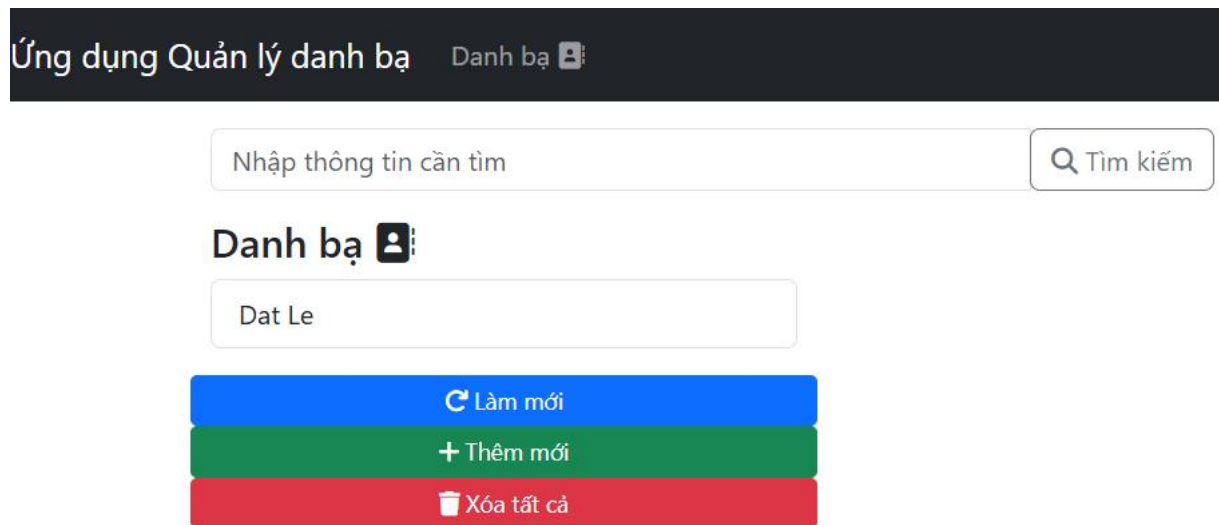 Ứng dụng Quản lý danh bạ Danh bạ
Nhập thông tin cần tìm Tìm kiếm
Danh bạ
Dat Le
Làm mới
Thêm mới
Xóa tất cả